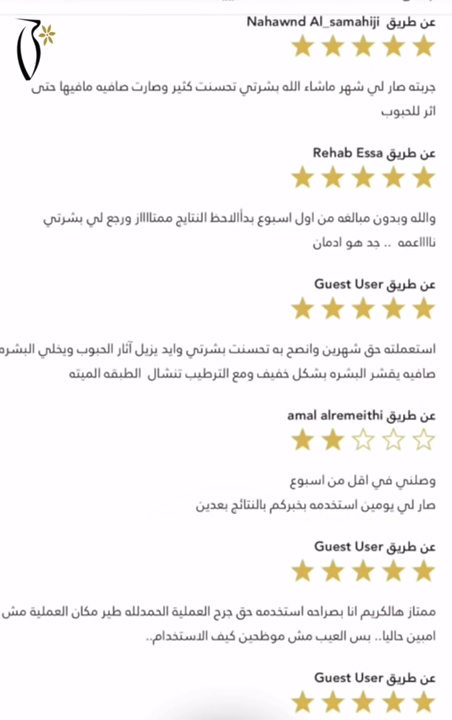 عن طريق Nahawnd Al_samahiji
جربته صار لي شهر ماشاء الله بشرتي تحسنت كثير وصارت صافيه مافيها حتى
اثر للحبوب
عن طريق Rehab Essa
والله وبدون مبالغه من اول اسبوع بدأالاحظ النتايج ممتاااااز ورجع لي بشرتي
نااااعمه .. جد هو ادمان
عن طريق Guest User
استعملته حق شهرين وانصح به تحسنت بشرتي وايد يزيل آثار الحبوب ويخلي البشره
صافيه يقشر البشره بشكل خفيف ومع الترطيب تنشال الطبقه الميته
عن طريق amal alremeithi
وصلني في اقل من اسبوع
صار لي يومين استخدمه بخبركم بالنتائج بعدين
عن طريق Guest User
ممتاز هالكريم انا بصراحه استخدمه حق جرح العملية الحمدلله طير مكان العملية مش
امبين حاليا.. بس العيب مش موظحين كيف الاستخدام..
عن طريق Guest User